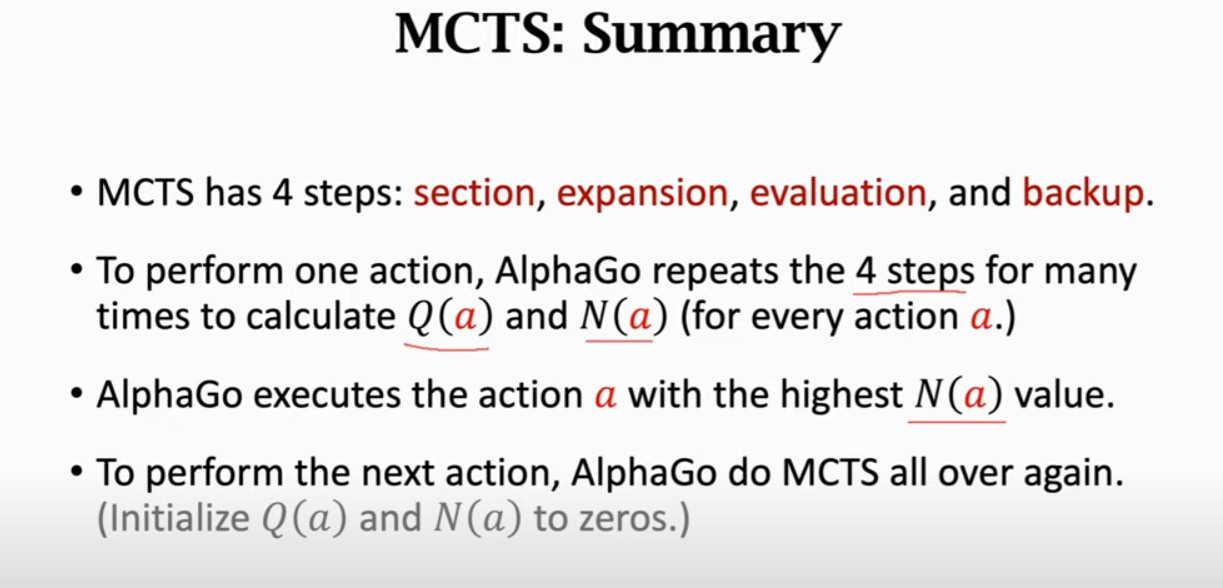 MCTS: Summary
• MCTS has 4 steps: section, expansion, evaluation, and backup.
• To perform one action, AlphaGo repeats the 4 steps for many
times to calculate Q(a) and N(a) (for every action a.)
• AlphaGo executes the action a with the highest N(a) value.
• To perform the next action, AlphaGo do MCTS all over again.
(Initialize Q(a) and N(a) to zeros.)